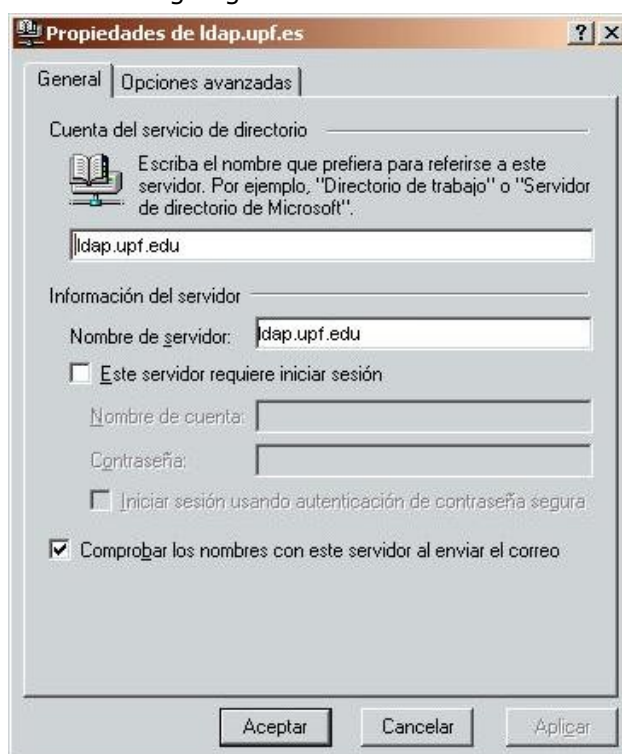 Propiedades de ldap.upf.es
General
Opciones avanzadas
Cuenta del servicio de directorio
Escriba el nombre que prefiera para referirse a este
servidor. Por ejemplo, "Directorio de trabajo" o "Servidor
de directorio de Microsoft".
ldap.upf.edu
Información del servidor
Nombre de servidor: ldap.upf.edu
Este servidor requiere iniciar sesión
Nombre de cuenta:
Contraseña:
Iniciar sesión usando autenticación de contraseña segura
Comprobar los nombres con este servidor al enviar el correo
Aceptar
Cancelar
Aplicar